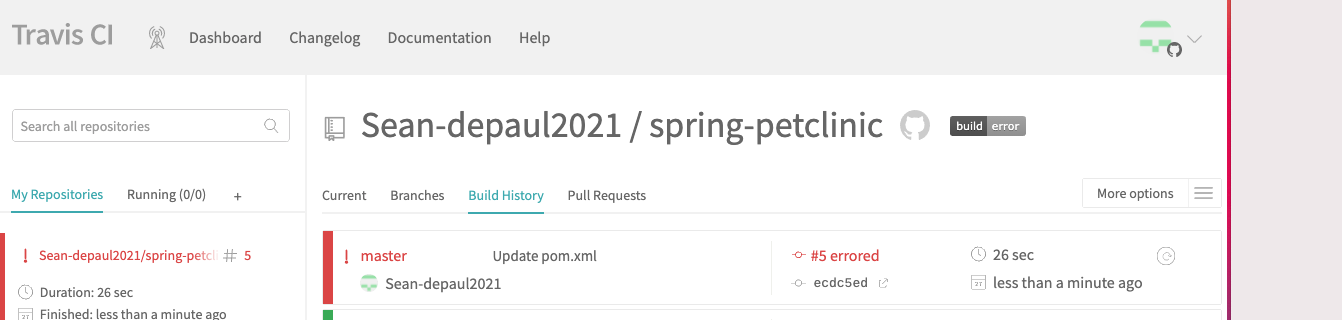 Travis CI
Dashboard
Changelog
Documentation
Help
Search all repositories
Sean-depaul2021 / spring-petclinic
build error
My Repositories
Running (0/0)
+
Current
Branches
Build History
Pull Requests
More options
! Sean-depaul2021/spring-petcli # 5
Duration: 26 sec
Finished: less than a minute ago
! master
Update pom.xml
#5 errored
26 sec
Sean-depaul2021
ecdc5ed
less than a minute ago